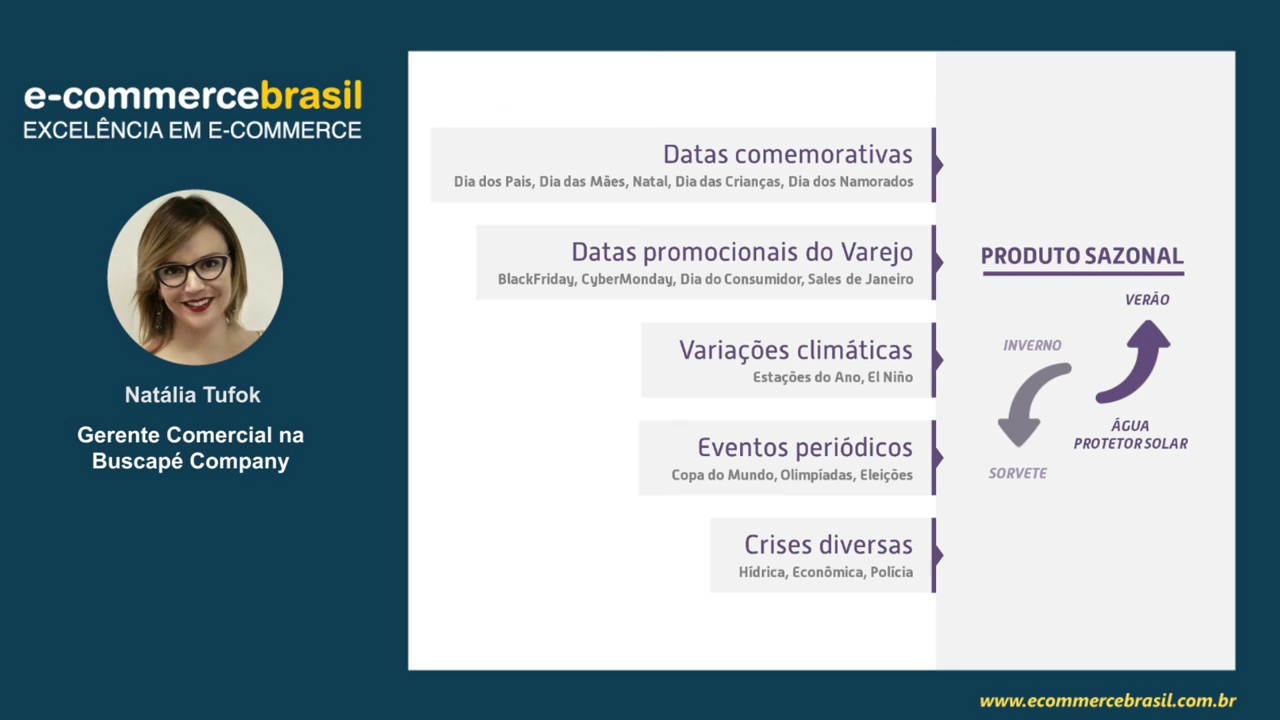 e-commercebrasil
EXCELÊNCIA EM E-COMMERCE
Natália Tufok
Gerente Comercial na
Buscapé Company
Datas comemorativas
Dia dos Pais, Dia das Mães, Natal, Dia das Crianças, Dia dos Namorados
Datas promocionais do Varejo
BlackFriday, CyberMonday, Dia do Consumidor, Sales de Janeiro
Variações climáticas
Estações do Ano, El Niño
Eventos periódicos
Copa do Mundo, Olimpíadas, Eleições
Crises diversas
Hídrica, Econômica, Polícia
PRODUTO SAZONAL
VERÃO
INVERNO
ÁGUA
PROTETOR SOLAR
SORVETE
www.ecommercebrasil.com.br